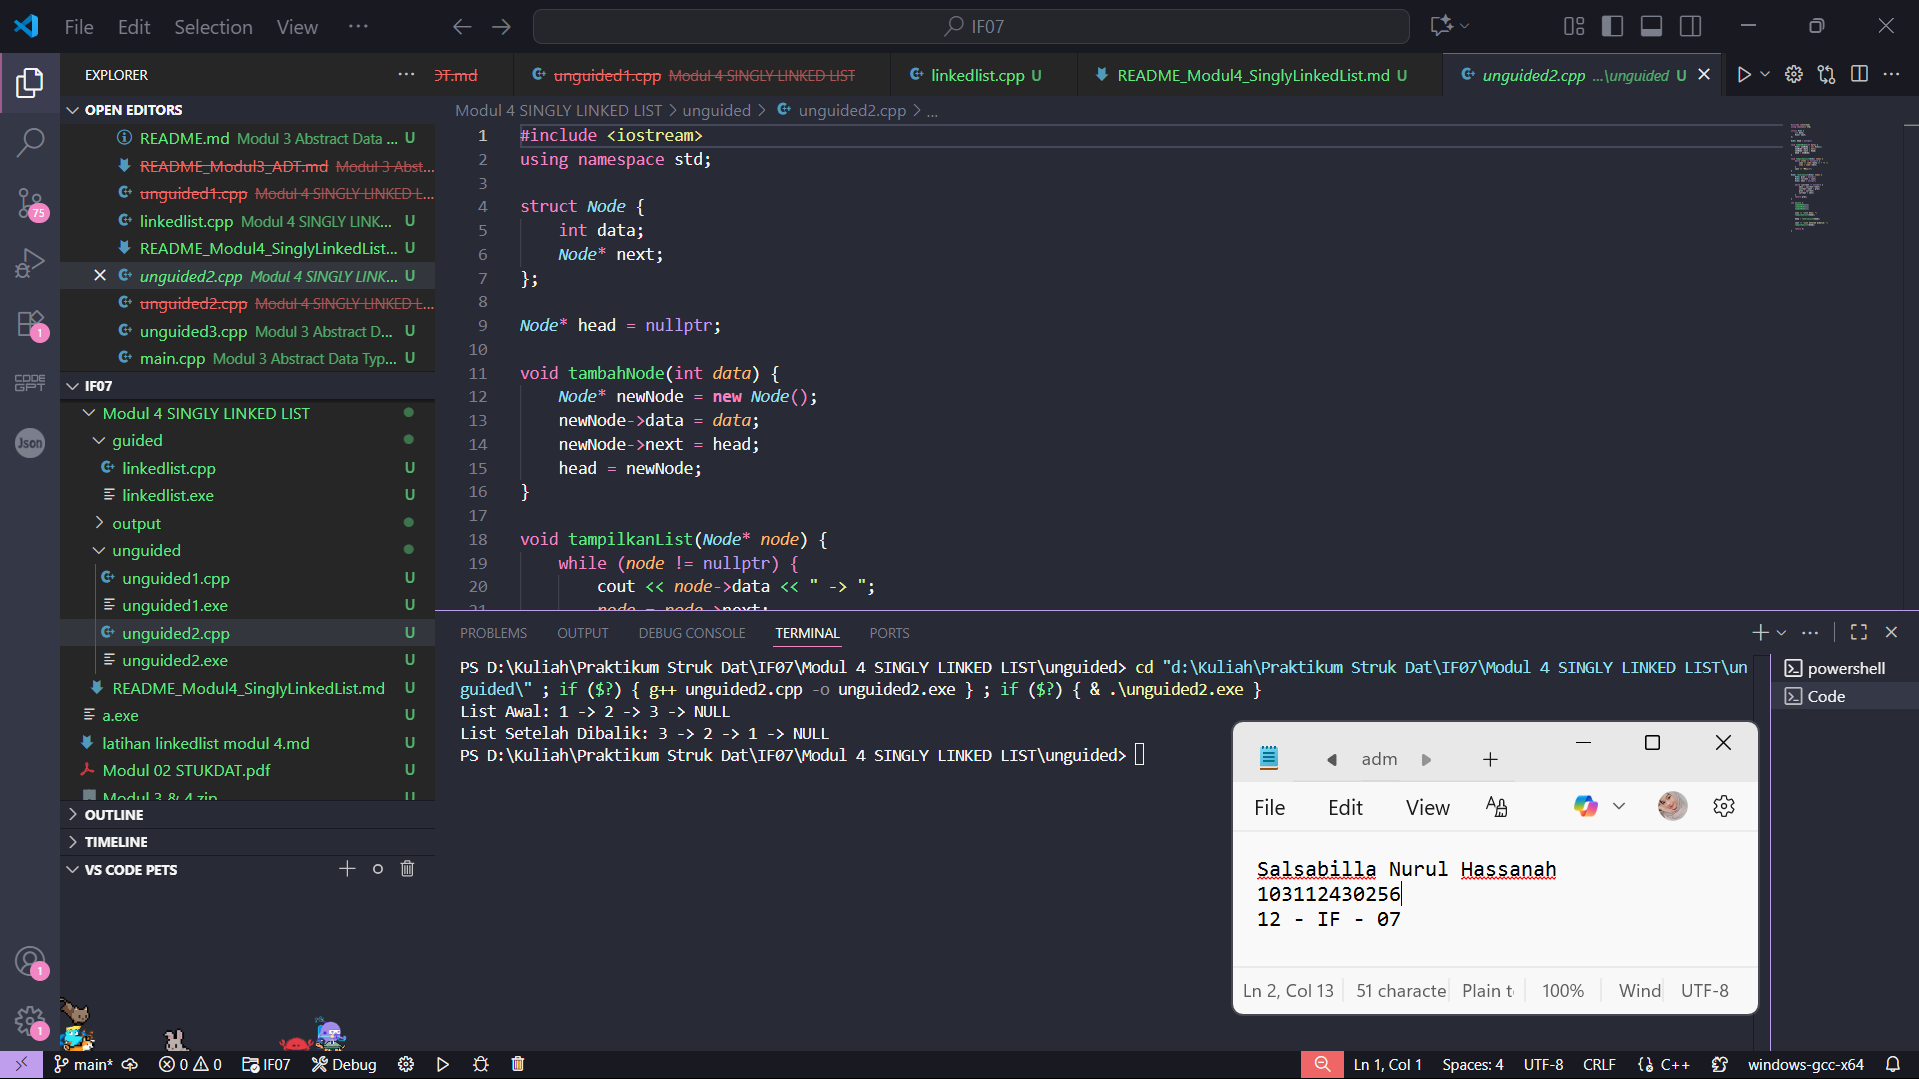 File Edit Selection View ··· IF07
EXPLORER ···
OPEN EDITORS
README.md Modul 3 Abstract Data ... U
README_Modul3_ADT.md Modul 3 Abst...
unguided1.cpp Modul 4 SINGLY LINKED L...
linkedlist.cpp Modul 4 SINGLY LINK... U
README_Modul4_SinglyLinkedList... U
unguided2.cpp Modul 4 SINGLY LINK... U
unguided2.cpp Modul 4 SINGLY LINKED L...
unguided3.cpp Modul 3 Abstract D... U
main.cpp Modul 3 Abstract Data Typ... U
IF07
Modul 4 SINGLY LINKED LIST
guided
linkedlist.cpp U
linkedlist.exe U
output
unguided
unguided1.cpp U
unguided1.exe U
unguided2.cpp U
unguided2.exe U
README_Modul4_SinglyLinkedList.md U
a.exe U
latihan linkedlist modul 4.md U
Modul 02 STUKDAT.pdf U
Modul 3 & 4.zip U
OUTLINE
TIMELINE
VS CODE PETS
75
1
CODE GPT
Json
1
1
DT.md unguided1.cpp Modul 4 SINGLY LINKED LIST linkedlist.cpp U README_Modul4_SinglyLinkedList.md U unguided2.cpp ...\unguided U
Modul 4 SINGLY LINKED LIST > unguided > unguided2.cpp > ...
1 #include <iostream>
2 using namespace std;
3
4 struct Node {
5 int data;
6 Node* next;
7 };
8
9 Node* head = nullptr;
10
11 void tambahNode(int data) {
12 Node* newNode = new Node();
13 newNode->data = data;
14 newNode->next = head;
15 head = newNode;
16 }
17
18 void tampilkanList(Node* node) {
19 while (node != nullptr) {
20 cout << node->data << " -> ";
21 node = node->next;
PROBLEMS OUTPUT DEBUG CONSOLE TERMINAL PORTS
PS D:\Kuliah\Praktikum Struk Dat\IF07\Modul 4 SINGLY LINKED LIST\unguided> cd "d:\Kuliah\Praktikum Struk Dat\IF07\Modul 4 SINGLY LINKED LIST\un
guided\" ; if ($?) { g++ unguided2.cpp -o unguided2.exe } ; if ($?) { & .\unguided2.exe }
List Awal: 1 -> 2 -> 3 -> NULL
List Setelah Dibalik: 3 -> 2 -> 1 -> NULL
PS D:\Kuliah\Praktikum Struk Dat\IF07\Modul 4 SINGLY LINKED LIST\unguided>
powershell
Code
adm
File Edit View
Salsabilla Nurul Hassanah
103112430256
12 - IF - 07
Ln 2, Col 13 51 characte Plain t 100% Wind UTF-8
main* 0 0 IF07 Debug Ln 1, Col 1 Spaces: 4 UTF-8 CRLF {} C++ windows-gcc-x64